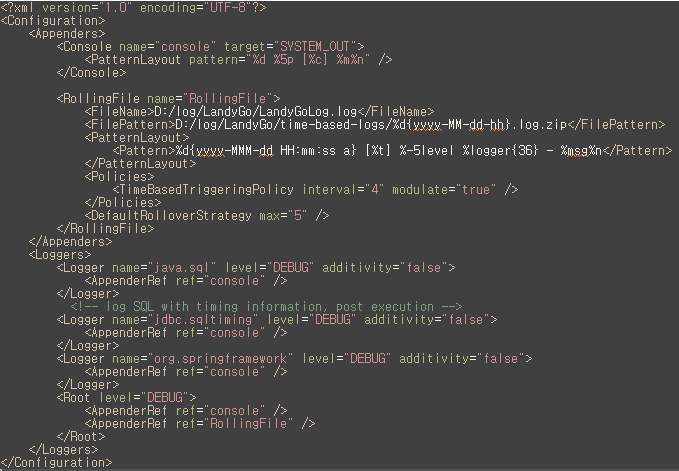 <?xml version="1.0" encoding="UTF-8"?>
<Configuration>
    <Appenders>
        <Console name="console" target="SYSTEM_OUT">
            <PatternLayout pattern="%d %5p [%c] %m%n" />
        </Console>

        <RollingFile name="RollingFile">
            <FileName>D:/log/LandyGo/LandyGoLog.log</FileName>
            <FilePattern>D:/log/LandyGo/time-based-logs/%d{yyyy-MM-dd-hh}.log.zip</FilePattern>
            <PatternLayout>
                <Pattern>%d{yyyy-MMM-dd HH:mm:ss a} [%t] %-5level %logger{36} - %msg%n</Pattern>
            </PatternLayout>
            <Policies>
                <TimeBasedTriggeringPolicy interval="4" modulate="true" />
            </Policies>
            <DefaultRolloverStrategy max="5" />
        </RollingFile>
    </Appenders>
    <Loggers>
        <Logger name="java.sql" level="DEBUG" additivity="false">
            <AppenderRef ref="console" />
        </Logger>
          <!-- log SQL with timing information, post execution -->
        <Logger name="jdbc.sqltiming" level="DEBUG" additivity="false">
            <AppenderRef ref="console" />
        </Logger>
        <Logger name="org.springframework" level="DEBUG" additivity="false">
            <AppenderRef ref="console" />
        </Logger>
        <Root level="DEBUG">
            <AppenderRef ref="console" />
            <AppenderRef ref="RollingFile" />
        </Root>
    </Loggers>
</Configuration>